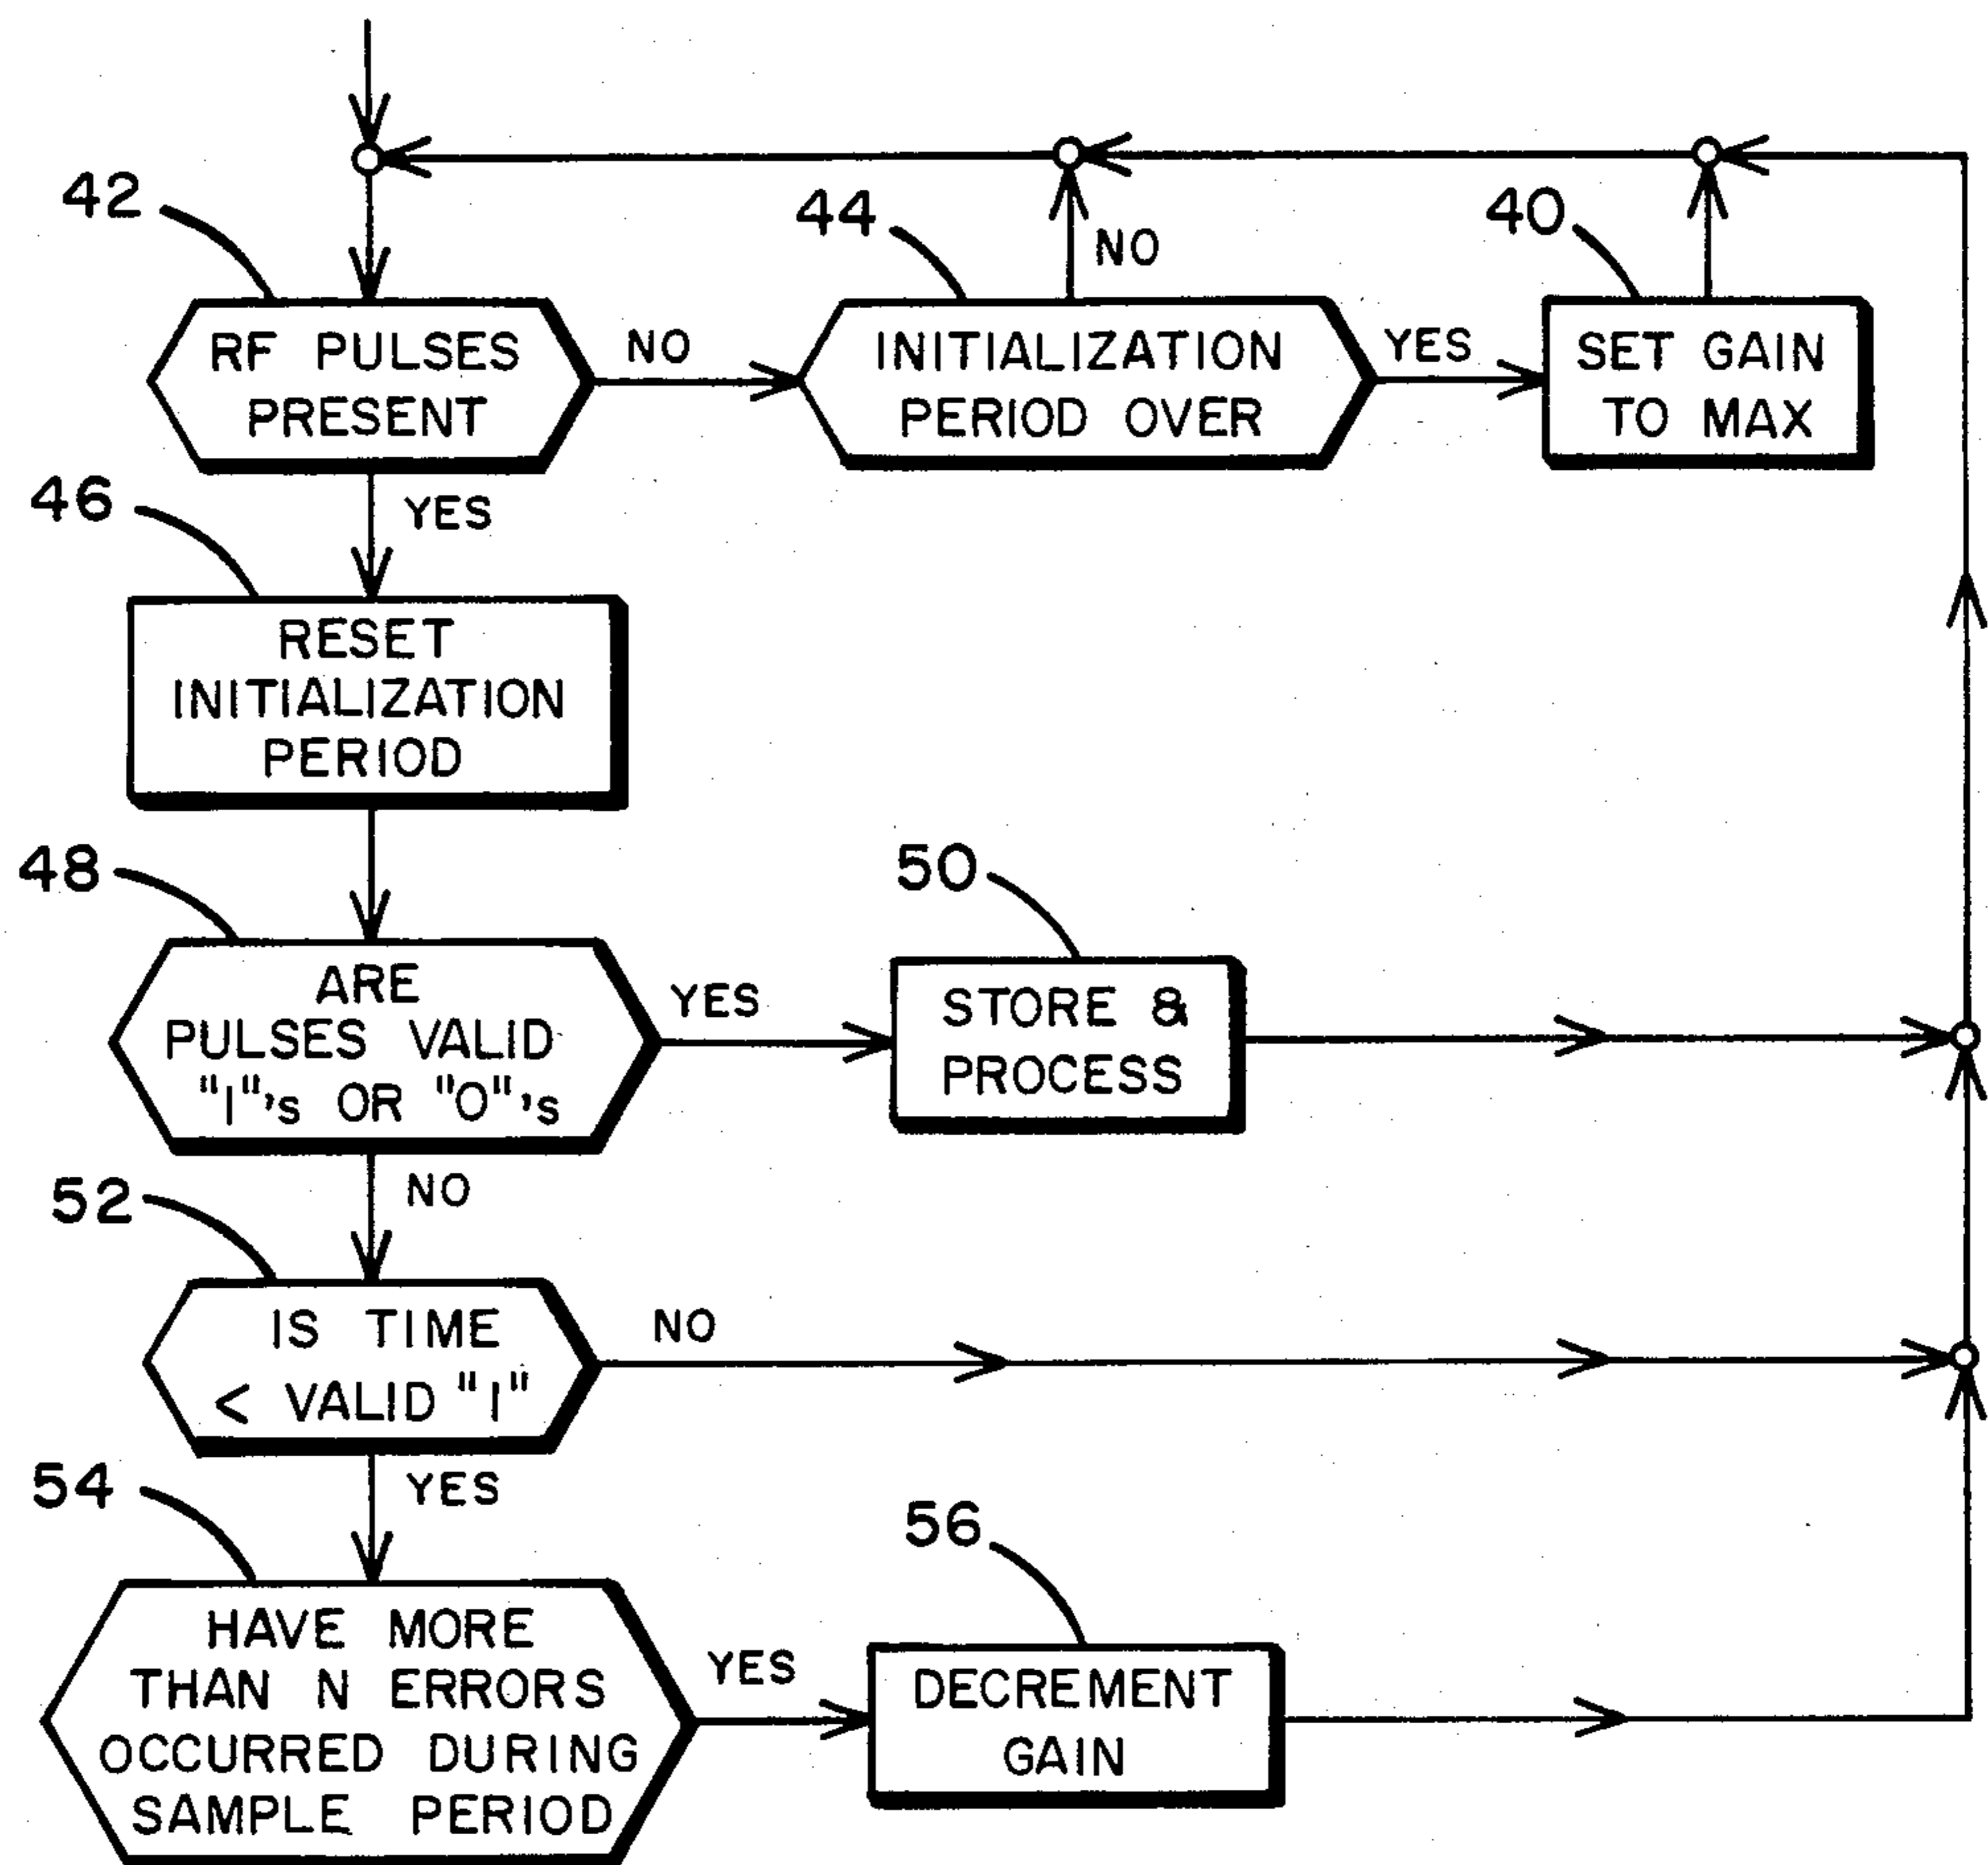 42
44
NO
40
RF PULSES
PRESENT
NO
INITIALIZATION
PERIOD OVER
YES
SET GAIN
TO MAX
46
YES
RESET
INITIALIZATION
PERIOD
48
50
ARE
PULSES VALID
"1"'s OR "0"'s
YES
STORE &
PROCESS
52
NO
IS TIME
< VALID "1"
NO
54
YES
56
HAVE MORE
THAN N ERRORS
OCCURRED DURING
SAMPLE PERIOD
YES
DECREMENT
GAIN